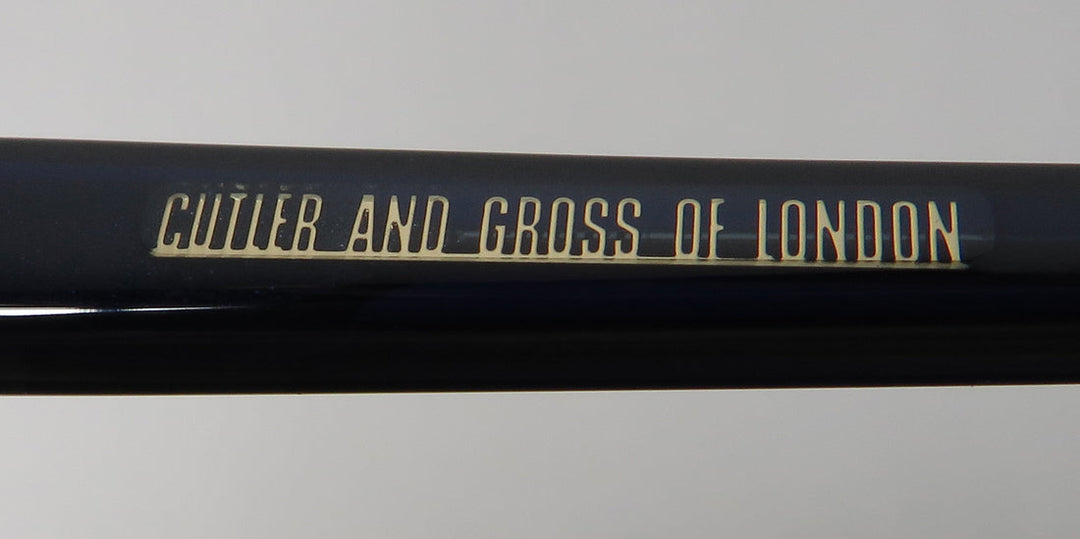 CUTLER AND GROSS OF LONDON